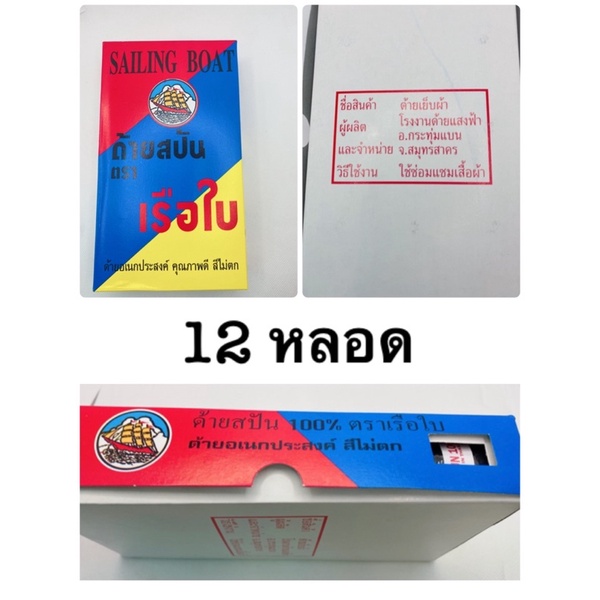 SAILING BOAT
ด้ายสปัน
ตรา
เรือใบ
ด้ายอเนกประสงค์ คุณภาพดี สีไม่ตก
ชื่อสินค้า ด้ายเย็บผ้า
ผู้ผลิต โรงงานด้ายแสงฟ้า
อ.กระทุ่มแบน
และจำหน่าย จ.สมุทรสาคร
วิธีใช้งาน ใช้ซ่อมแซมเสื้อผ้า
12 หลอด
ด้ายสปัน 100% ตราเรือใบ
ด้ายอเนกประสงค์ สีไม่ตก